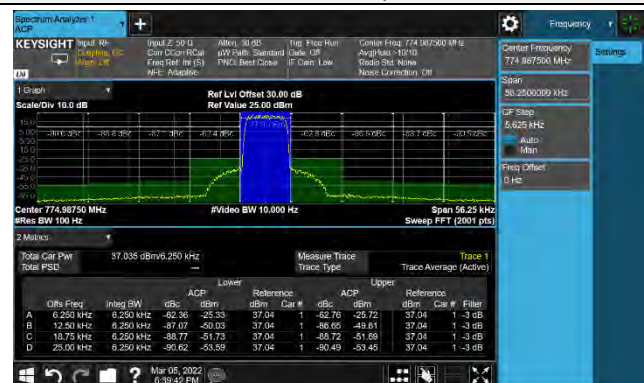 Spectrum Analyzer 1
ACP
Frequency
KEYSIGHT Input: RF
Coupling: DC
Align: Off
Input Z: 50 Ω
Corr CCorr RCal
Freq Ref: Int (S)
NFE: Adaptive
Atten: 50 dB
µW Path: Standard
PNO: Best Close
Trig: Free Run
Gate: Off
IF Gain: Low
Center Freq: 774.987500 MHz
Avg|Hold:>10/10
Radio Std: None
Noise Correction: Off
Center Frequency
774.987500 MHz
Settings
Span
56.2500000 kHz
CF Step
5.625 kHz
Auto
Man
Freq Offset
0 Hz
1 Graph
Scale/Div 10.0 dB
Ref Lvl Offset 30.00 dB
Ref Value 25.00 dBm
Center 774.98750 MHz
#Res BW 100 Hz
#Video BW 10.000 Hz
Span 56.25 kHz
Sweep FFT (2001 pts)
2 Metrics
Total Car Pwr 37.035 dBm/6.250 kHz
Total PSD —
Measure Trace Trace 1
Trace Type Trace Average (Active)
Lower Upper
ACP Reference ACP Reference
Offs Freq Integ BW dBc dBm dBm Car # dBc dBm dBm Car # Filter
A 6.250 kHz 6.250 kHz -62.36 -25.33 37.04 1 -62.76 -25.72 37.04 1 -3 dB
B 12.50 kHz 6.250 kHz -87.07 -50.03 37.04 1 -86.65 -49.61 37.04 1 -3 dB
C 18.75 kHz 6.250 kHz -88.77 -51.73 37.04 1 -88.72 -51.69 37.04 1 -3 dB
D 25.00 kHz 6.250 kHz -90.62 -53.59 37.04 1 -90.49 -53.45 37.04 1 -3 dB
Mar 05, 2022
6:39:42 PM